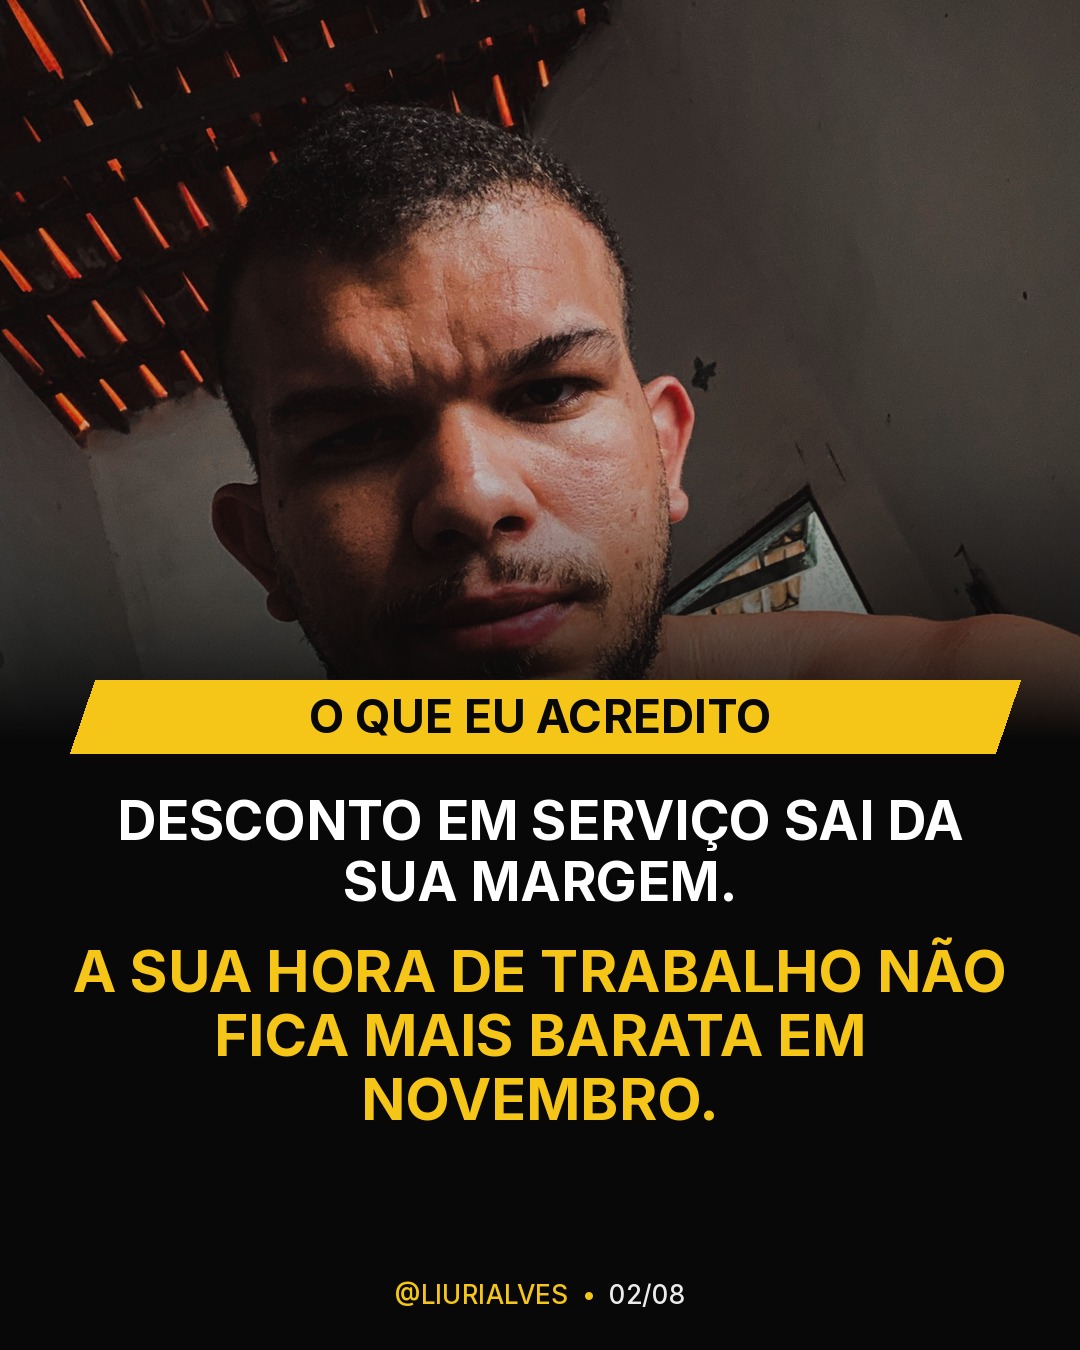 O QUE EU ACREDITO
DESCONTO EM SERVIÇO SAI DA
SUA MARGEM.
A SUA HORA DE TRABALHO NÃO
FICA MAIS BARATA EM
NOVEMBRO.
@LIURIALVES • 02/08